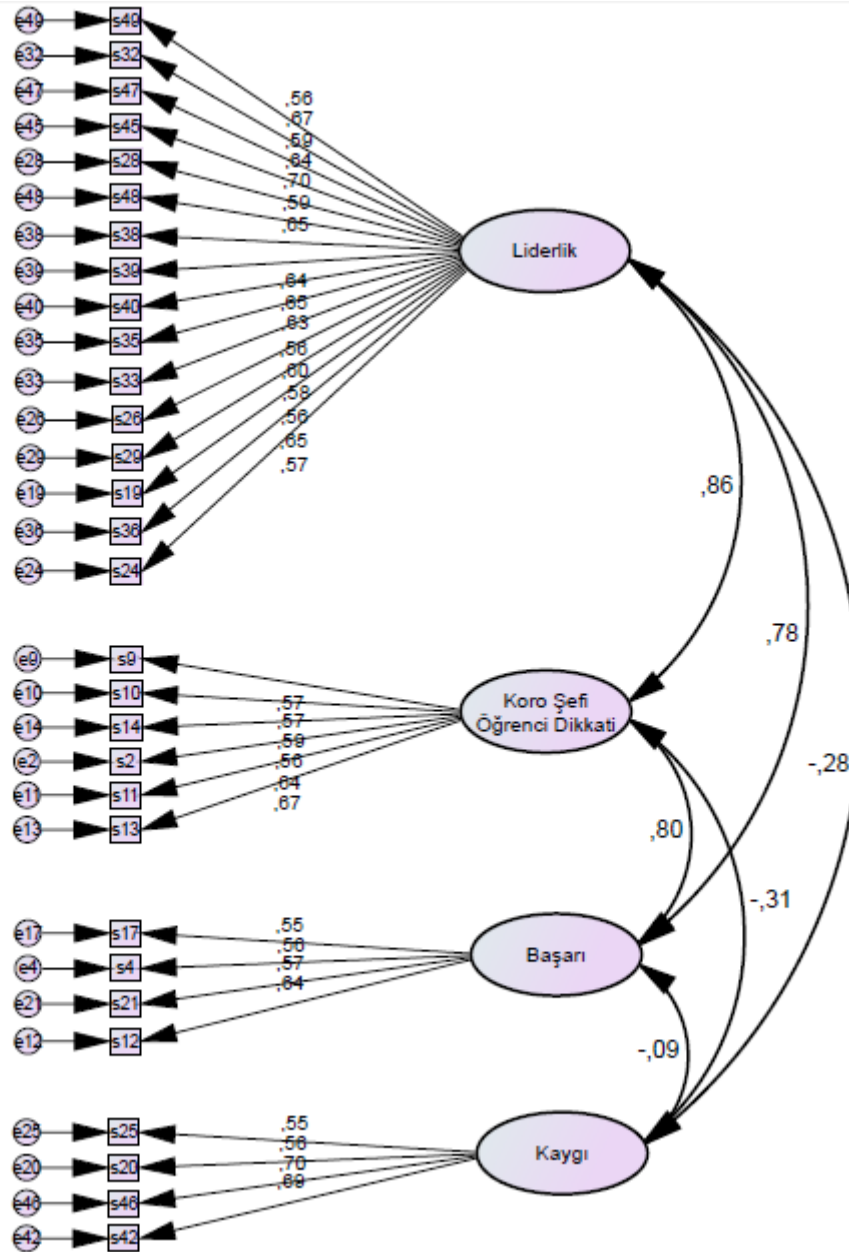 e49 s49
e32 s32
e47 s47
e45 s45
e28 s28
e48 s48
e38 s38
e39 s39
e40 s40
e35 s35
e33 s33
e26 s26
e29 s29
e19 s19
e36 s36
e24 s24
,56
,67
,59
,64
,70
,59
,65
,64
,65
,63
,56
,60
,58
,56
,65
,57
Liderlik
,86
,78
-,28
e9 s9
e10 s10
e14 s14
e2 s2
e11 s11
e13 s13
,57
,57
,59
,56
,64
,67
Koro Şefi
Öğrenci Dikkati
,80
-,31
e17 s17
e4 s4
e21 s21
e12 s12
,55
,56
,57
,64
Başarı
-,09
e25 s25
e20 s20
e46 s46
e42 s42
,55
,56
,70
,69
Kaygı